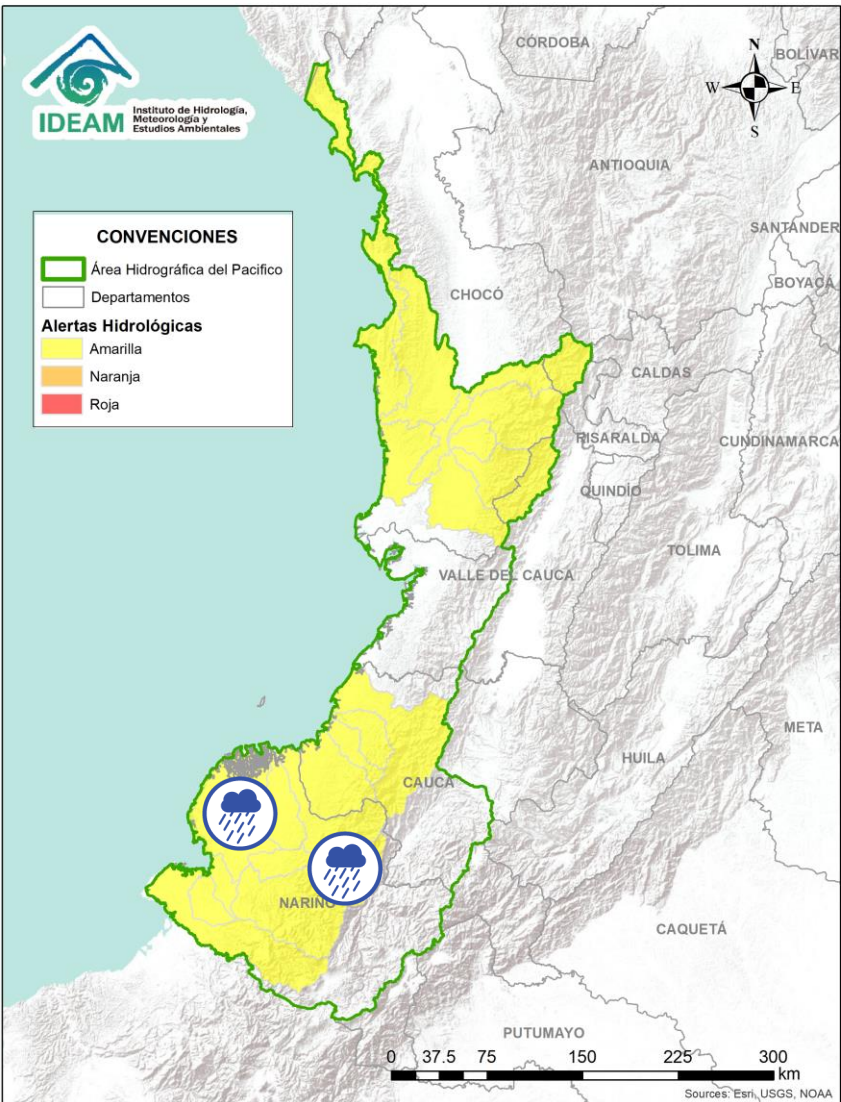 IDEAM
Instituto de Hidrología,
Meteorología y
Estudios Ambientales
N
W
E
S
CÓRDOBA
BOLÍVAR
ANTIOQUIA
SANTANDER
BOYACÁ
CHOCÓ
CALDAS
RISARALDA
CUNDINAMARCA
QUINDÍO
TOLIMA
VALLE DEL CAUCA
META
HUILA
CAUCA
NARIÑO
CAQUETÁ
PUTUMAYO
CONVENCIONES
Área Hidrográfica del Pacifico
Departamentos
Alertas Hidrológicas
Amarilla
Naranja
Roja
0 37.5 75 150 225 300
km
Sources: Esri, USGS, NOAA